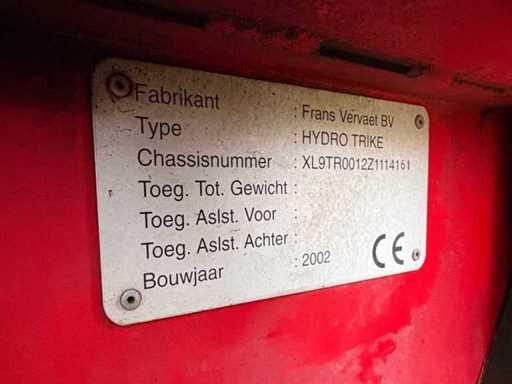 Fabrikant : Frans Vervaet BV
Type : HYDRO TRIKE
Chassisnummer : XL9TR0012Z1114161
Toeg. Tot. Gewicht :
Toeg. Aslst. Voor :
Toeg. Aslst. Achter :
Bouwjaar : 2002 CE